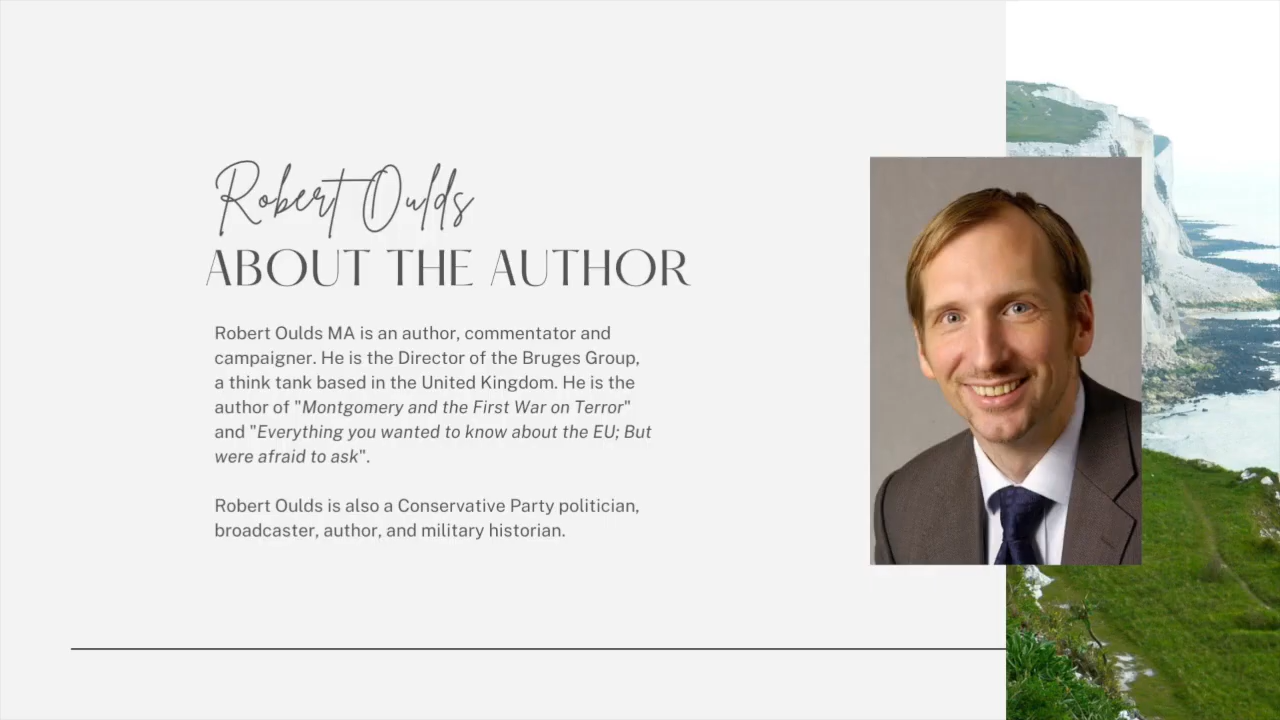 Robert Oulds
ABOUT THE AUTHOR
Robert Oulds MA is an author, commentator and
campaigner. He is the Director of the Bruges Group,
a think tank based in the United Kingdom. He is the
author of "Montgomery and the First War on Terror"
and "Everything you wanted to know about the EU; But
were afraid to ask".
Robert Oulds is also a Conservative Party politician,
broadcaster, author, and military historian.